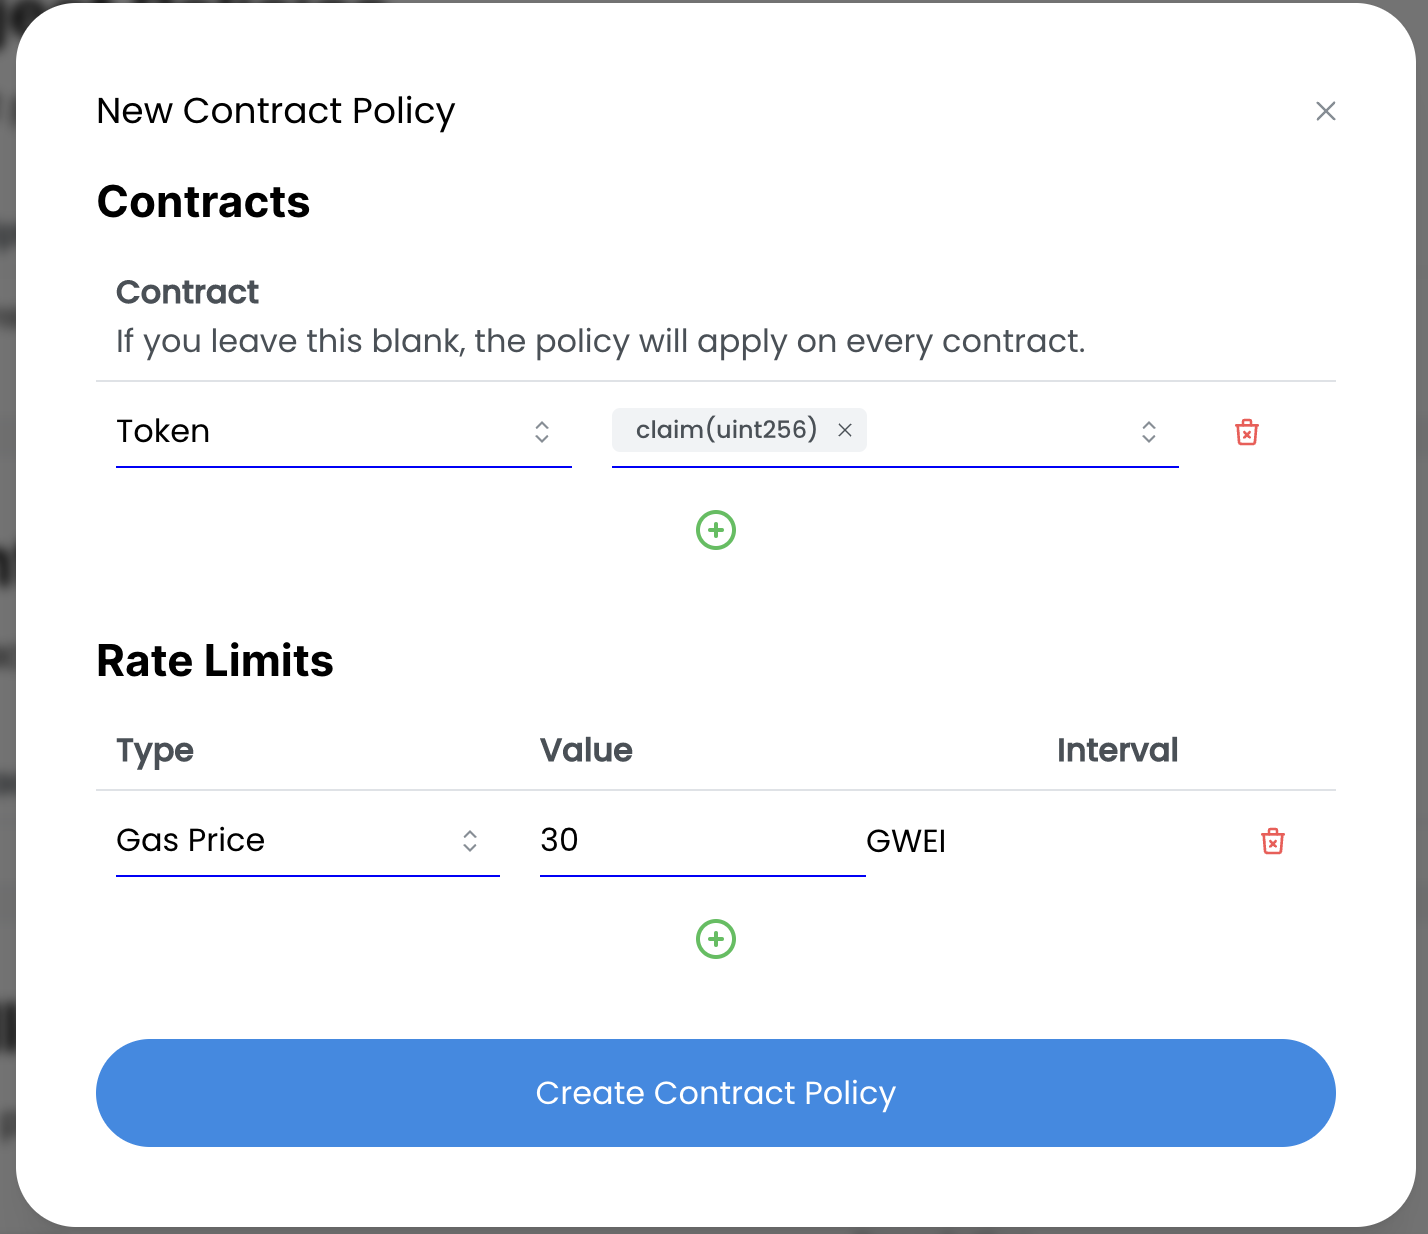 New Contract Policy
Contracts
Contract
If you leave this blank, the policy will apply on every contract.
Token claim(uint256)
Rate Limits
Type Value Interval
Gas Price 30 GWEI
Create Contract Policy